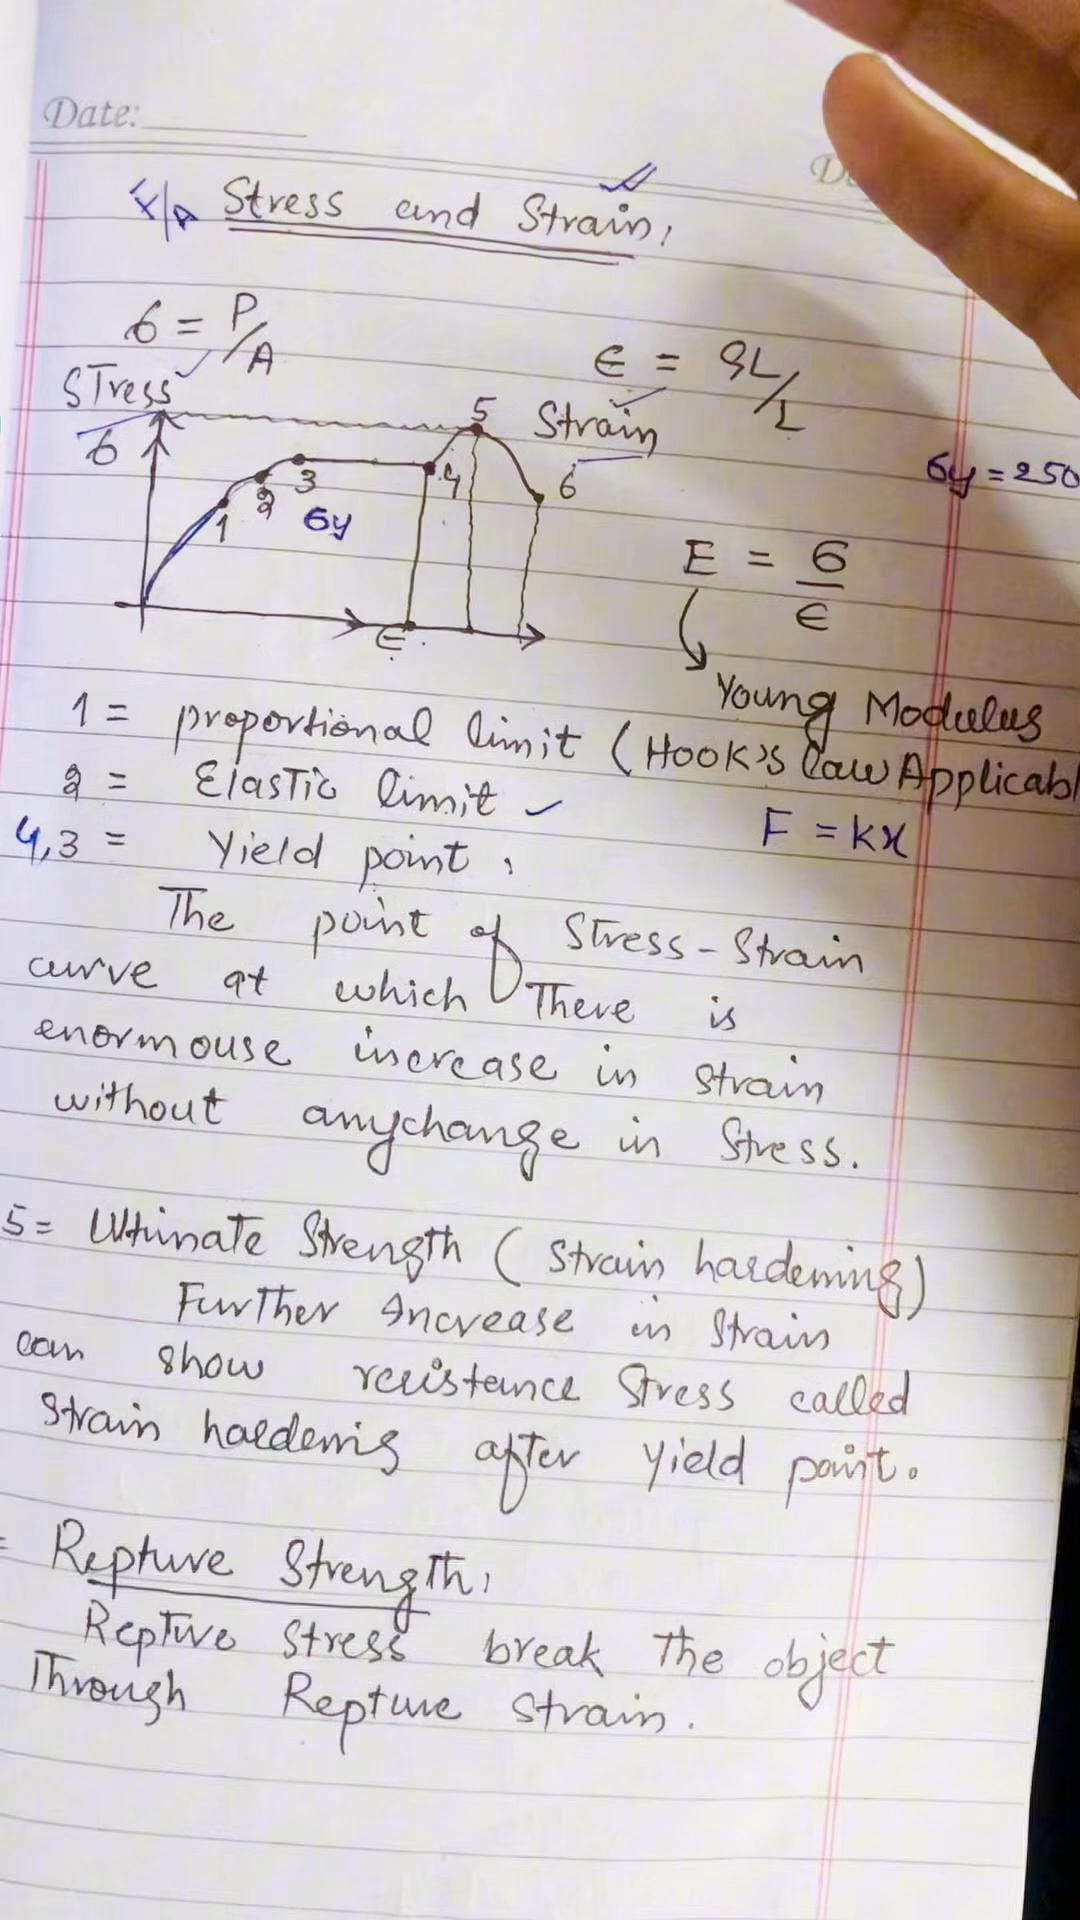 Date:
F/A Stress and Strain,
6 = P/A
ϵ = δL/L
STress
6
5
Strain
4
6
3
2
1
6y
6y = 250
E = 6/ϵ
ϵ
Young Modulus
1 = proportional limit (Hook's law Applicabl
2 = Elastic limit
F = kx
4,3 = Yield point,
The point of Stress-Strain
curve at which There is
enormouse increase in strain
without anychange in Stress.
5= Ultimate Strength (Strain hardening)
Further Increase in Strain
can show resistance Stress called
Strain hardening after Yield point.
= Repture Strength,
Repture Stress break The object
Through Repture Strain.